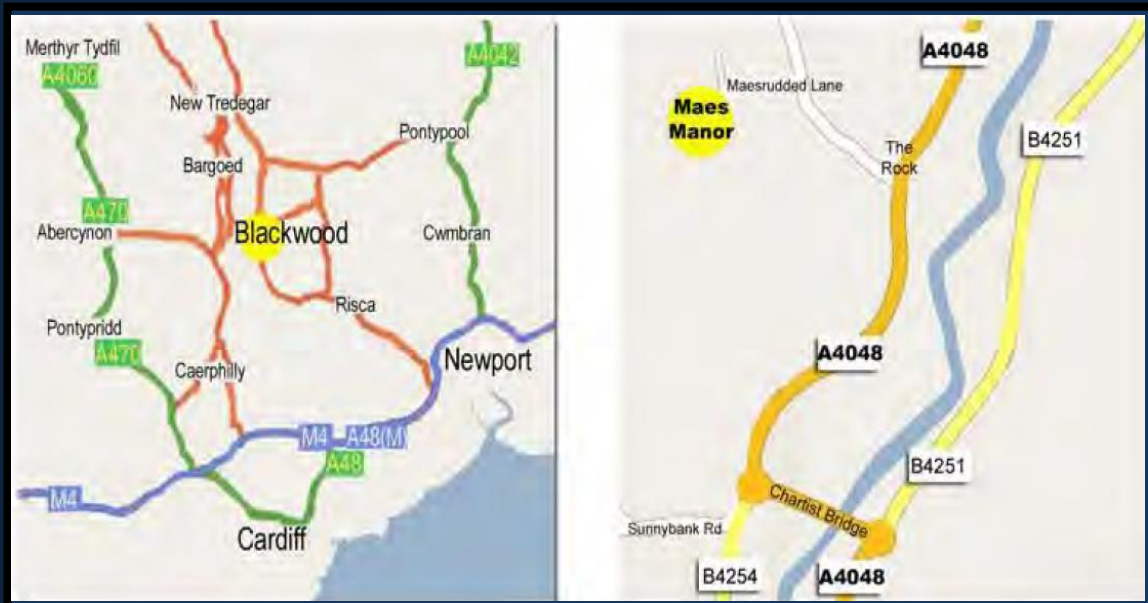 Merthyr Tydfil
A4060
A4042
New Tredegar
Pontypool
Bargoed
A470
Abercynon
Blackwood
Cwmbran
Risca
Pontypridd
A470
Caerphilly
Newport
M4
A48(M)
A48
M4
Cardiff
A4048
Maesrudded Lane
Maes
Manor
B4251
The
Rock
A4048
B4251
Chartist Bridge
Sunnybank Rd
B4254
A4048